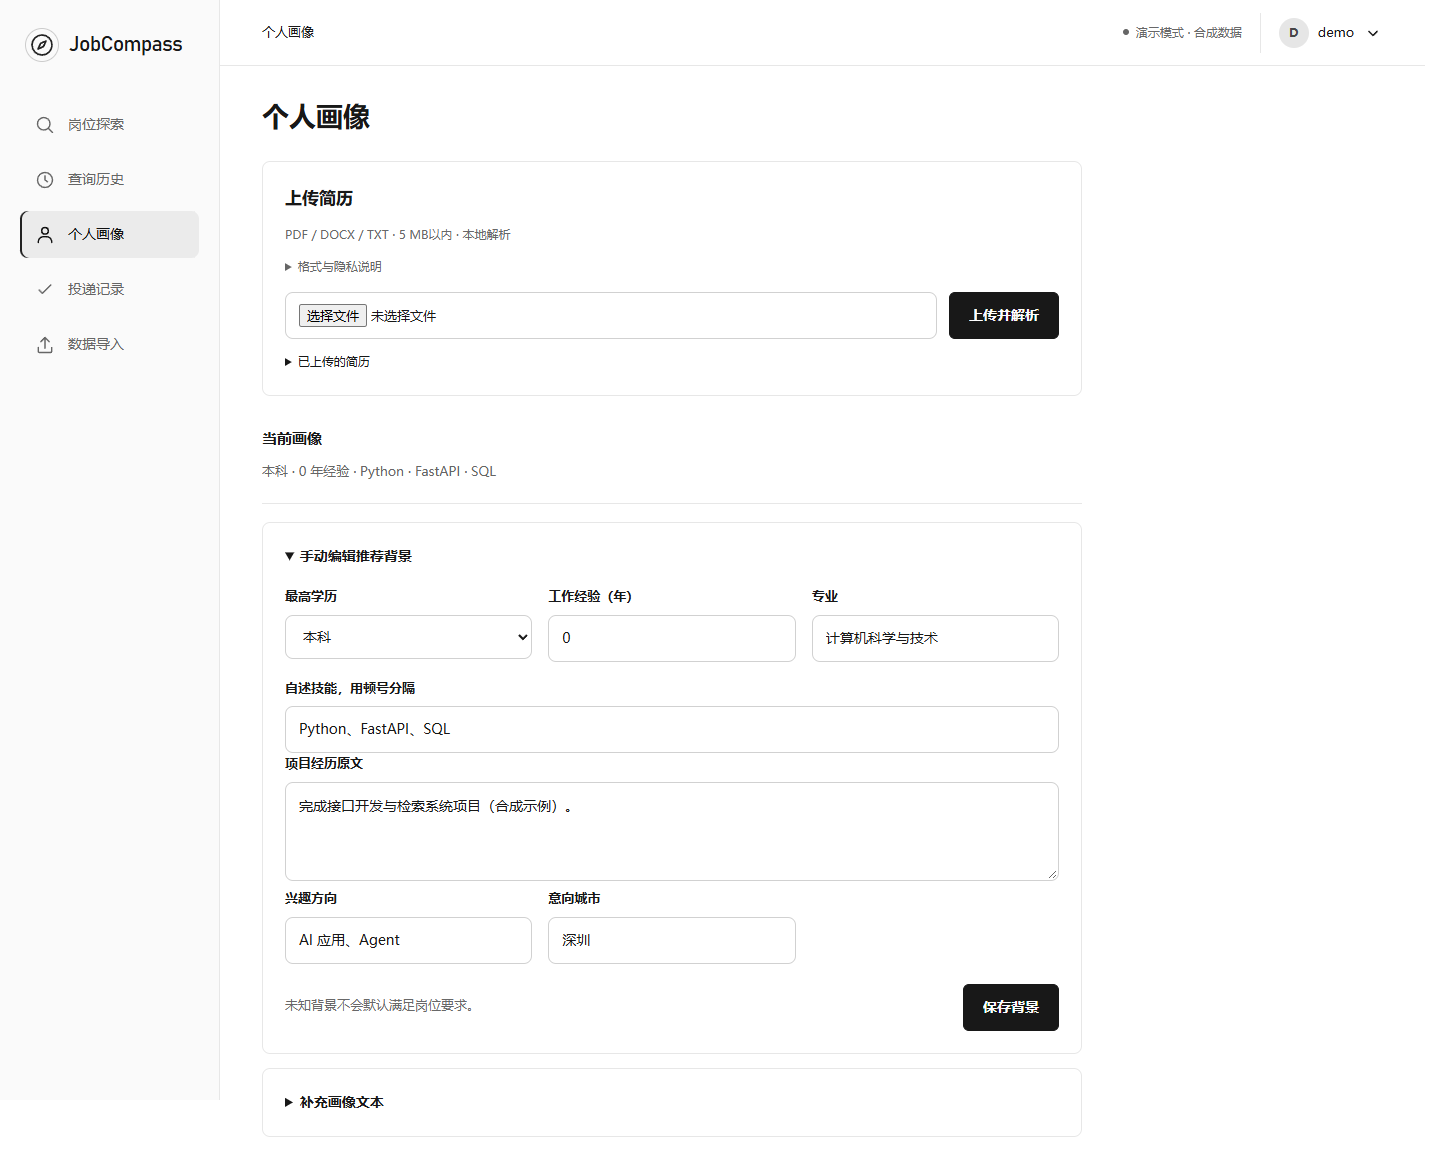 JobCompass
个人画像
演示模式 · 合成数据
D
demo
岗位探索
查询历史
个人画像
投递记录
数据导入
个人画像
上传简历
PDF / DOCX / TXT · 5 MB以内 · 本地解析
格式与隐私说明
选择文件 未选择文件
上传并解析
已上传的简历
当前画像
本科 · 0 年经验 · Python · FastAPI · SQL
手动编辑推荐背景
最高学历 工作经验（年） 专业
本科 0 计算机科学与技术
自述技能，用顿号分隔
Python、FastAPI、SQL
项目经历原文
完成接口开发与检索系统项目（合成示例）。
兴趣方向 意向城市
AI 应用、Agent 深圳
未知背景不会默认满足岗位要求。
保存背景
补充画像文本